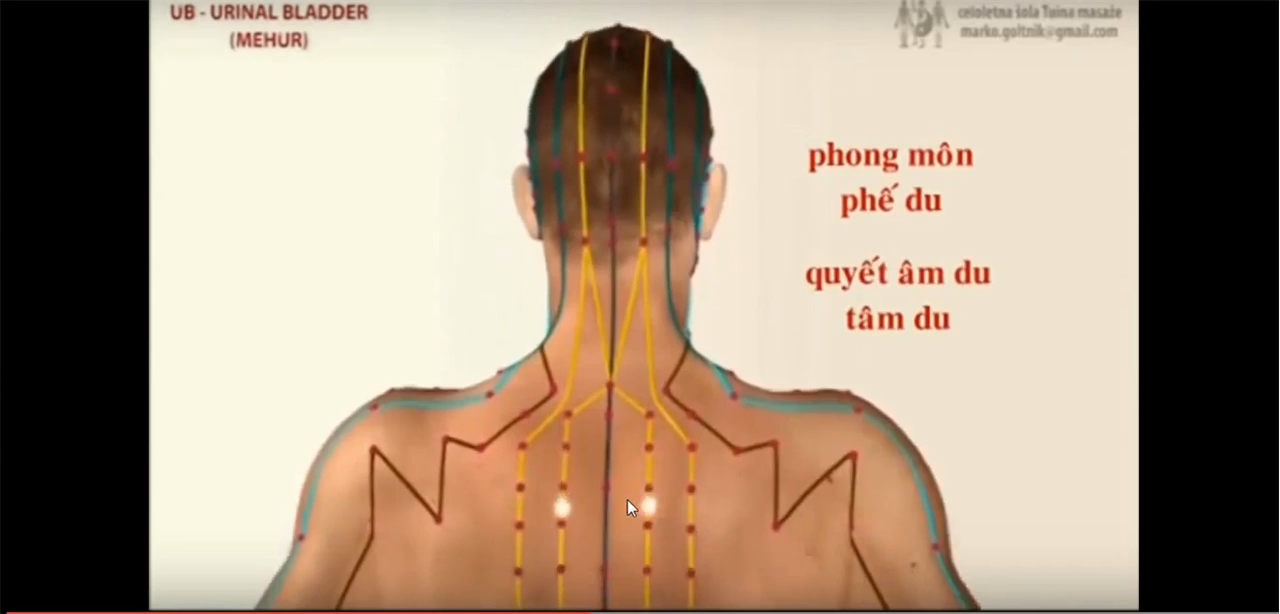 UB - URINAL BLADDER
(MEHUR)
celoletna šola Tuina masaže
marko.goltnik@gmail.com
phong môn
phế du
quyết âm du
tâm du